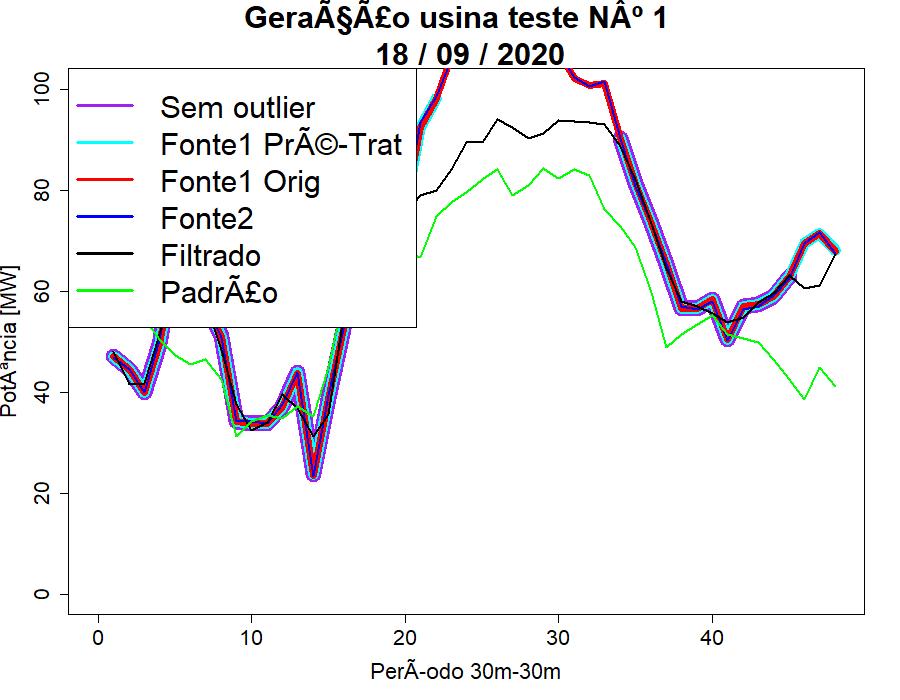 GeraÃ§Ã£o usina teste NÂº 1
18 / 09 / 2020
Sem outlier
Fonte1 PrÃ©-Trat
Fonte1 Orig
Fonte2
Filtrado
PadrÃ£o
PotÃªncia [MW]
100
80
60
40
20
0
0 10 20 30 40
PerÃ-odo 30m-30m